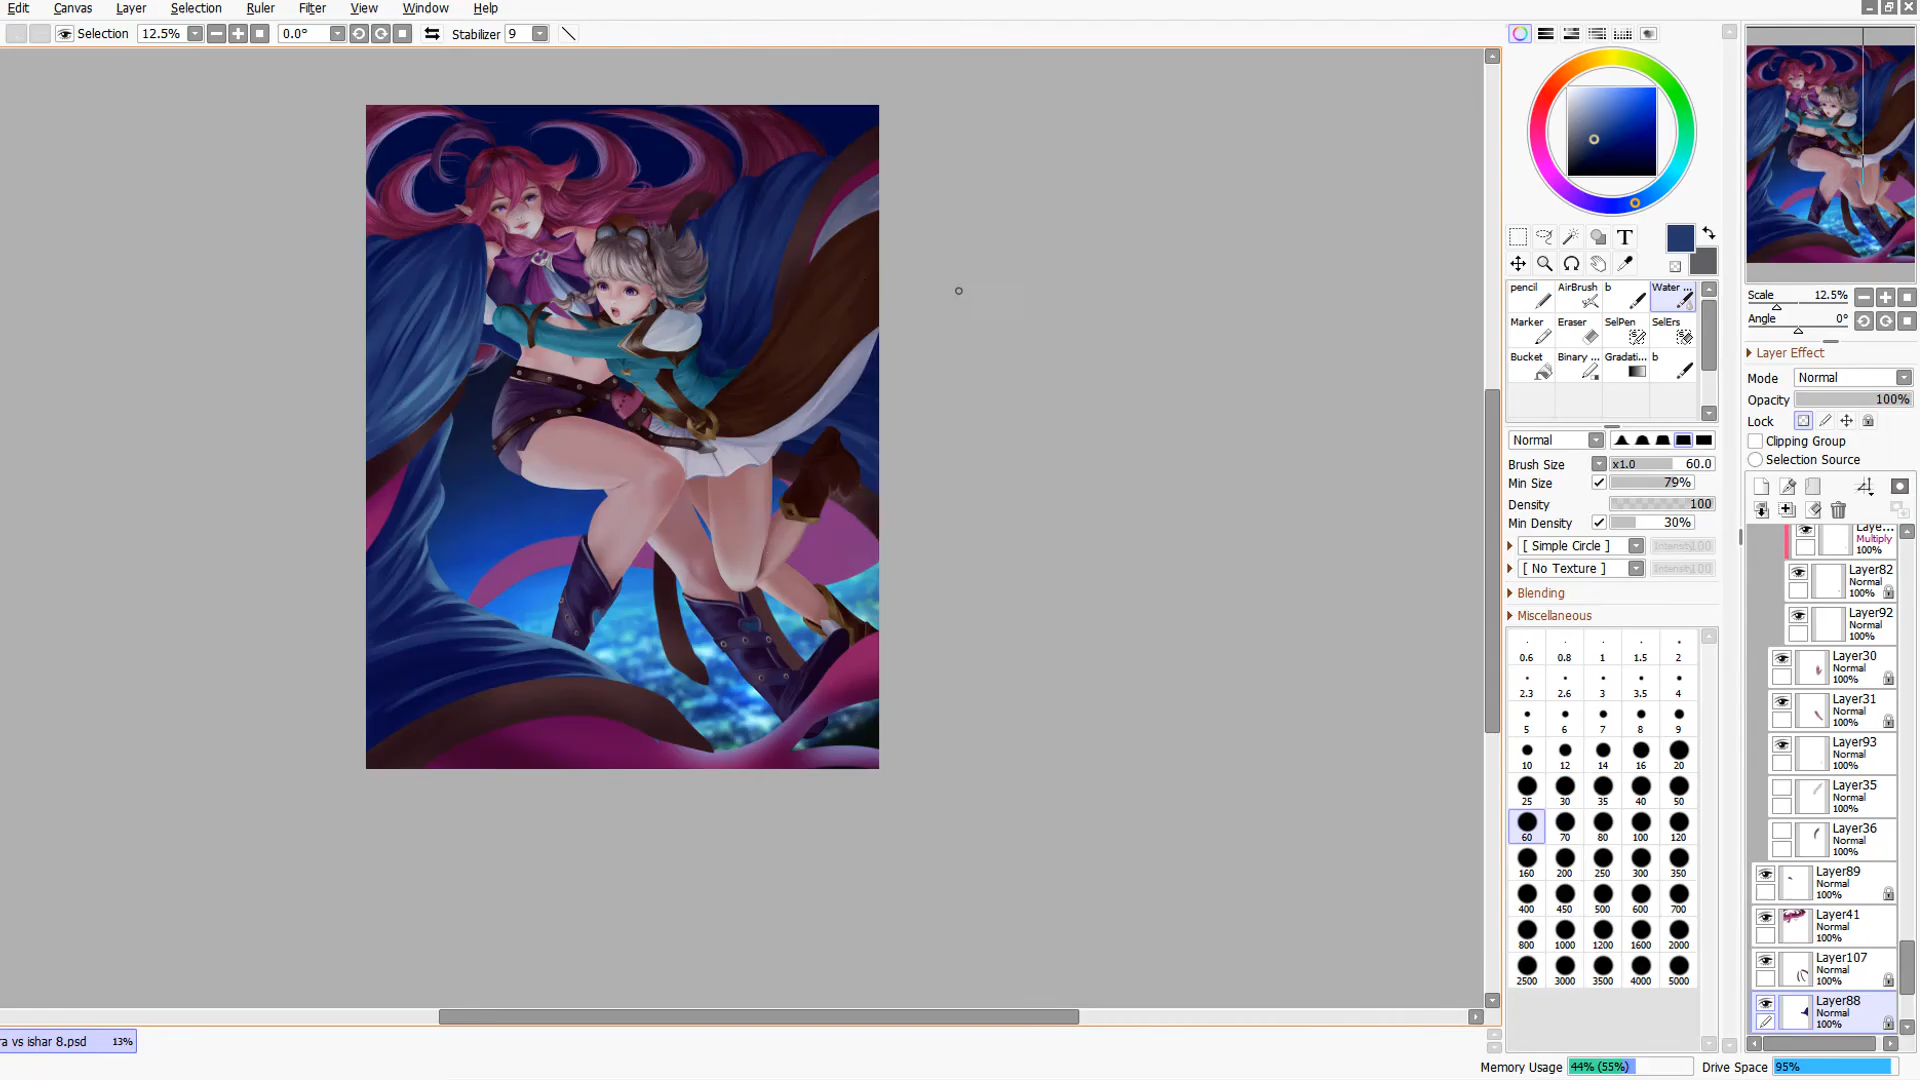 Edit Canvas Layer Selection Ruler Filter View Window Help
Selection 12.5% 0.0° Stabilizer 9
T
pencil AirBrush b Water ...
Marker Eraser SelPen SelErs
Bucket Binary ... Gradati... b
Normal
Brush Size x1.0 60.0
Min Size 79%
Density 100
Min Density 30%
[ Simple Circle ] Intensity 100
[ No Texture ] Intensity 100
Blending
Miscellaneous
0.6 0.8 1 1.5 2
2.3 2.6 3 3.5 4
5 6 7 8 9
10 12 14 16 20
25 30 35 40 50
60 70 80 100 120
160 200 250 300 350
400 450 500 600 700
800 1000 1200 1600 2000
2500 3000 3500 4000 5000
Scale 12.5%
Angle 0°
Layer Effect
Mode Normal
Opacity 100%
Lock
Clipping Group
Selection Source
Laye...
Multiply
100%
Layer82
Normal
100%
Layer92
Normal
100%
Layer30
Normal
100%
Layer31
Normal
100%
Layer93
Normal
100%
Layer35
Normal
100%
Layer36
Normal
100%
Layer89
Normal
100%
Layer41
Normal
100%
Layer107
Normal
100%
Layer88
Normal
100%
ra vs ishar 8.psd 13%
Memory Usage 44% (55%) Drive Space 95%